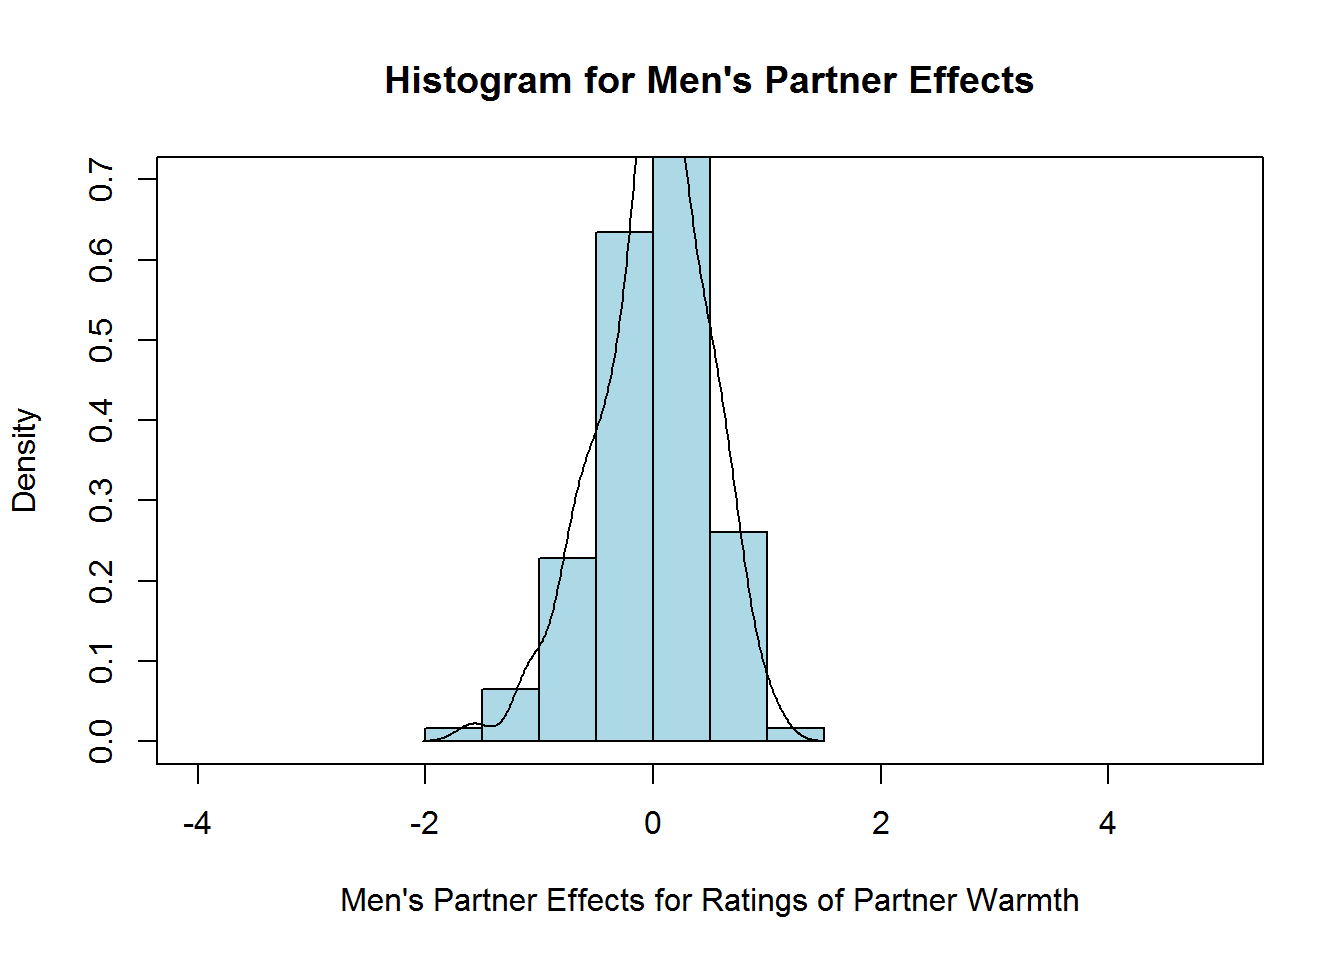 Histogram for Men's Partner Effects
Density
0.7
0.6
0.5
0.4
0.3
0.2
0.1
0.0
-4 -2 0 2 4
Men's Partner Effects for Ratings of Partner Warmth